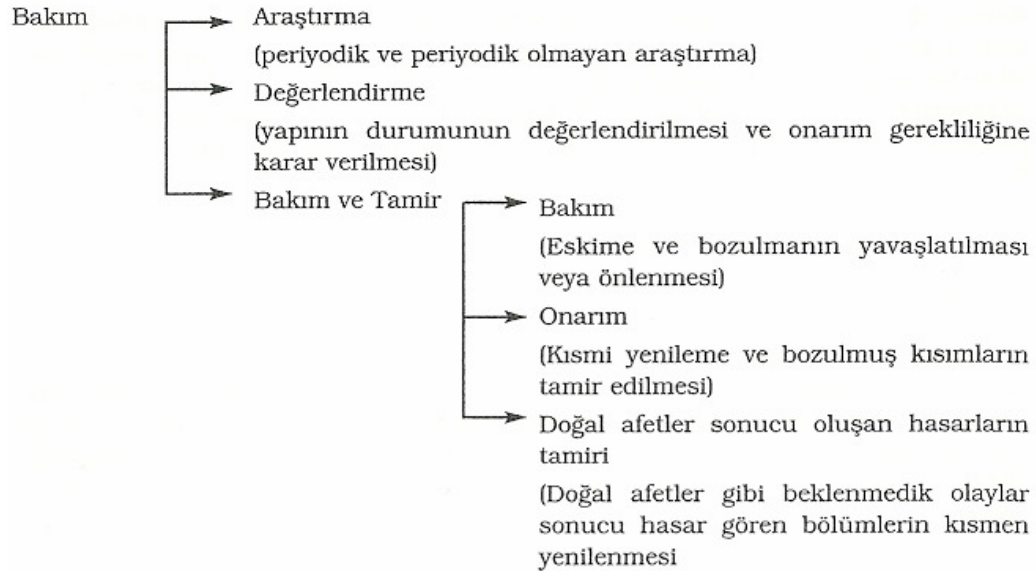 Bakım
Araştırma
(periyodik ve periyodik olmayan araştırma)
Değerlendirme
(yapının durumunun değerlendirilmesi ve onarım gerekliliğine
karar verilmesi)
Bakım ve Tamir
Bakım
(Eskime ve bozulmanın yavaşlatılması
veya önlenmesi)
Onarım
(Kısmi yenileme ve bozulmuş kısımların
tamir edilmesi)
Doğal afetler sonucu oluşan hasarların
tamiri
(Doğal afetler gibi beklenmedik olaylar
sonucu hasar gören bölümlerin kısmen
yenilenmesi